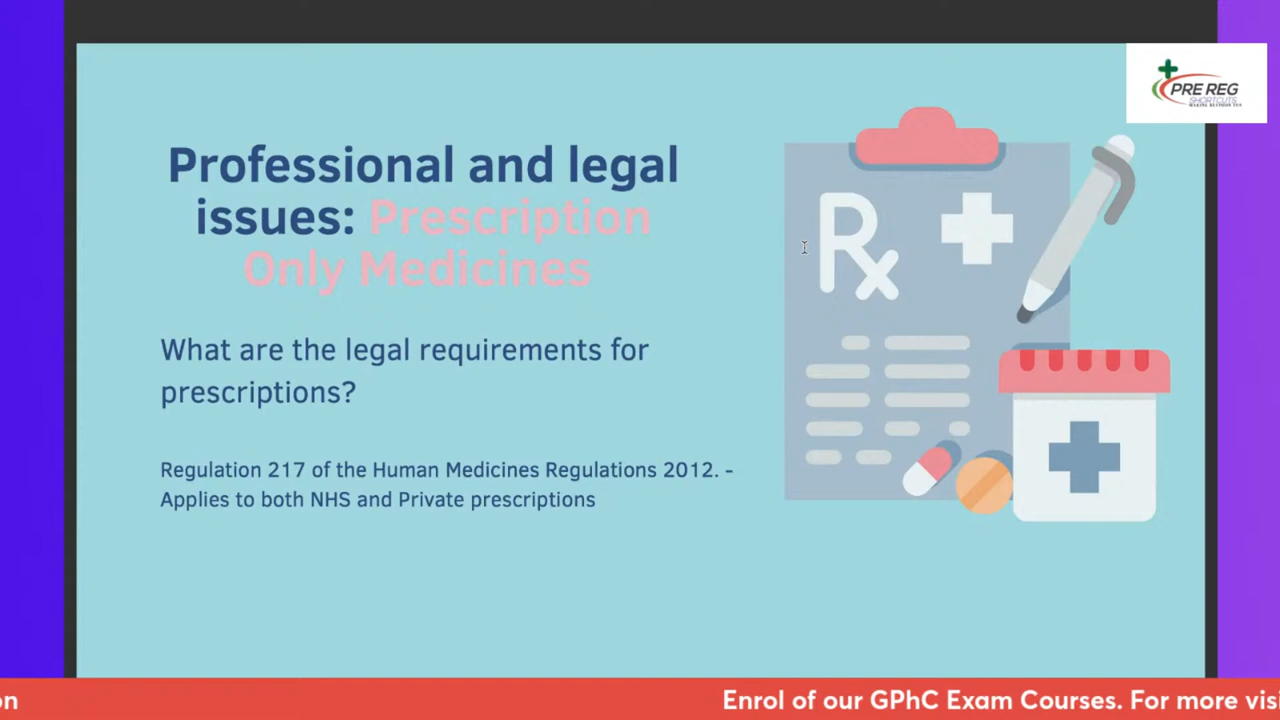 PRE REG
SHORTCUTS
Professional and legal
issues: Prescription
Only Medicines
Rx
What are the legal requirements for
prescriptions?
Regulation 217 of the Human Medicines Regulations 2012. -
Applies to both NHS and Private prescriptions
on
Enrol of our GPhC Exam Courses. For more visi